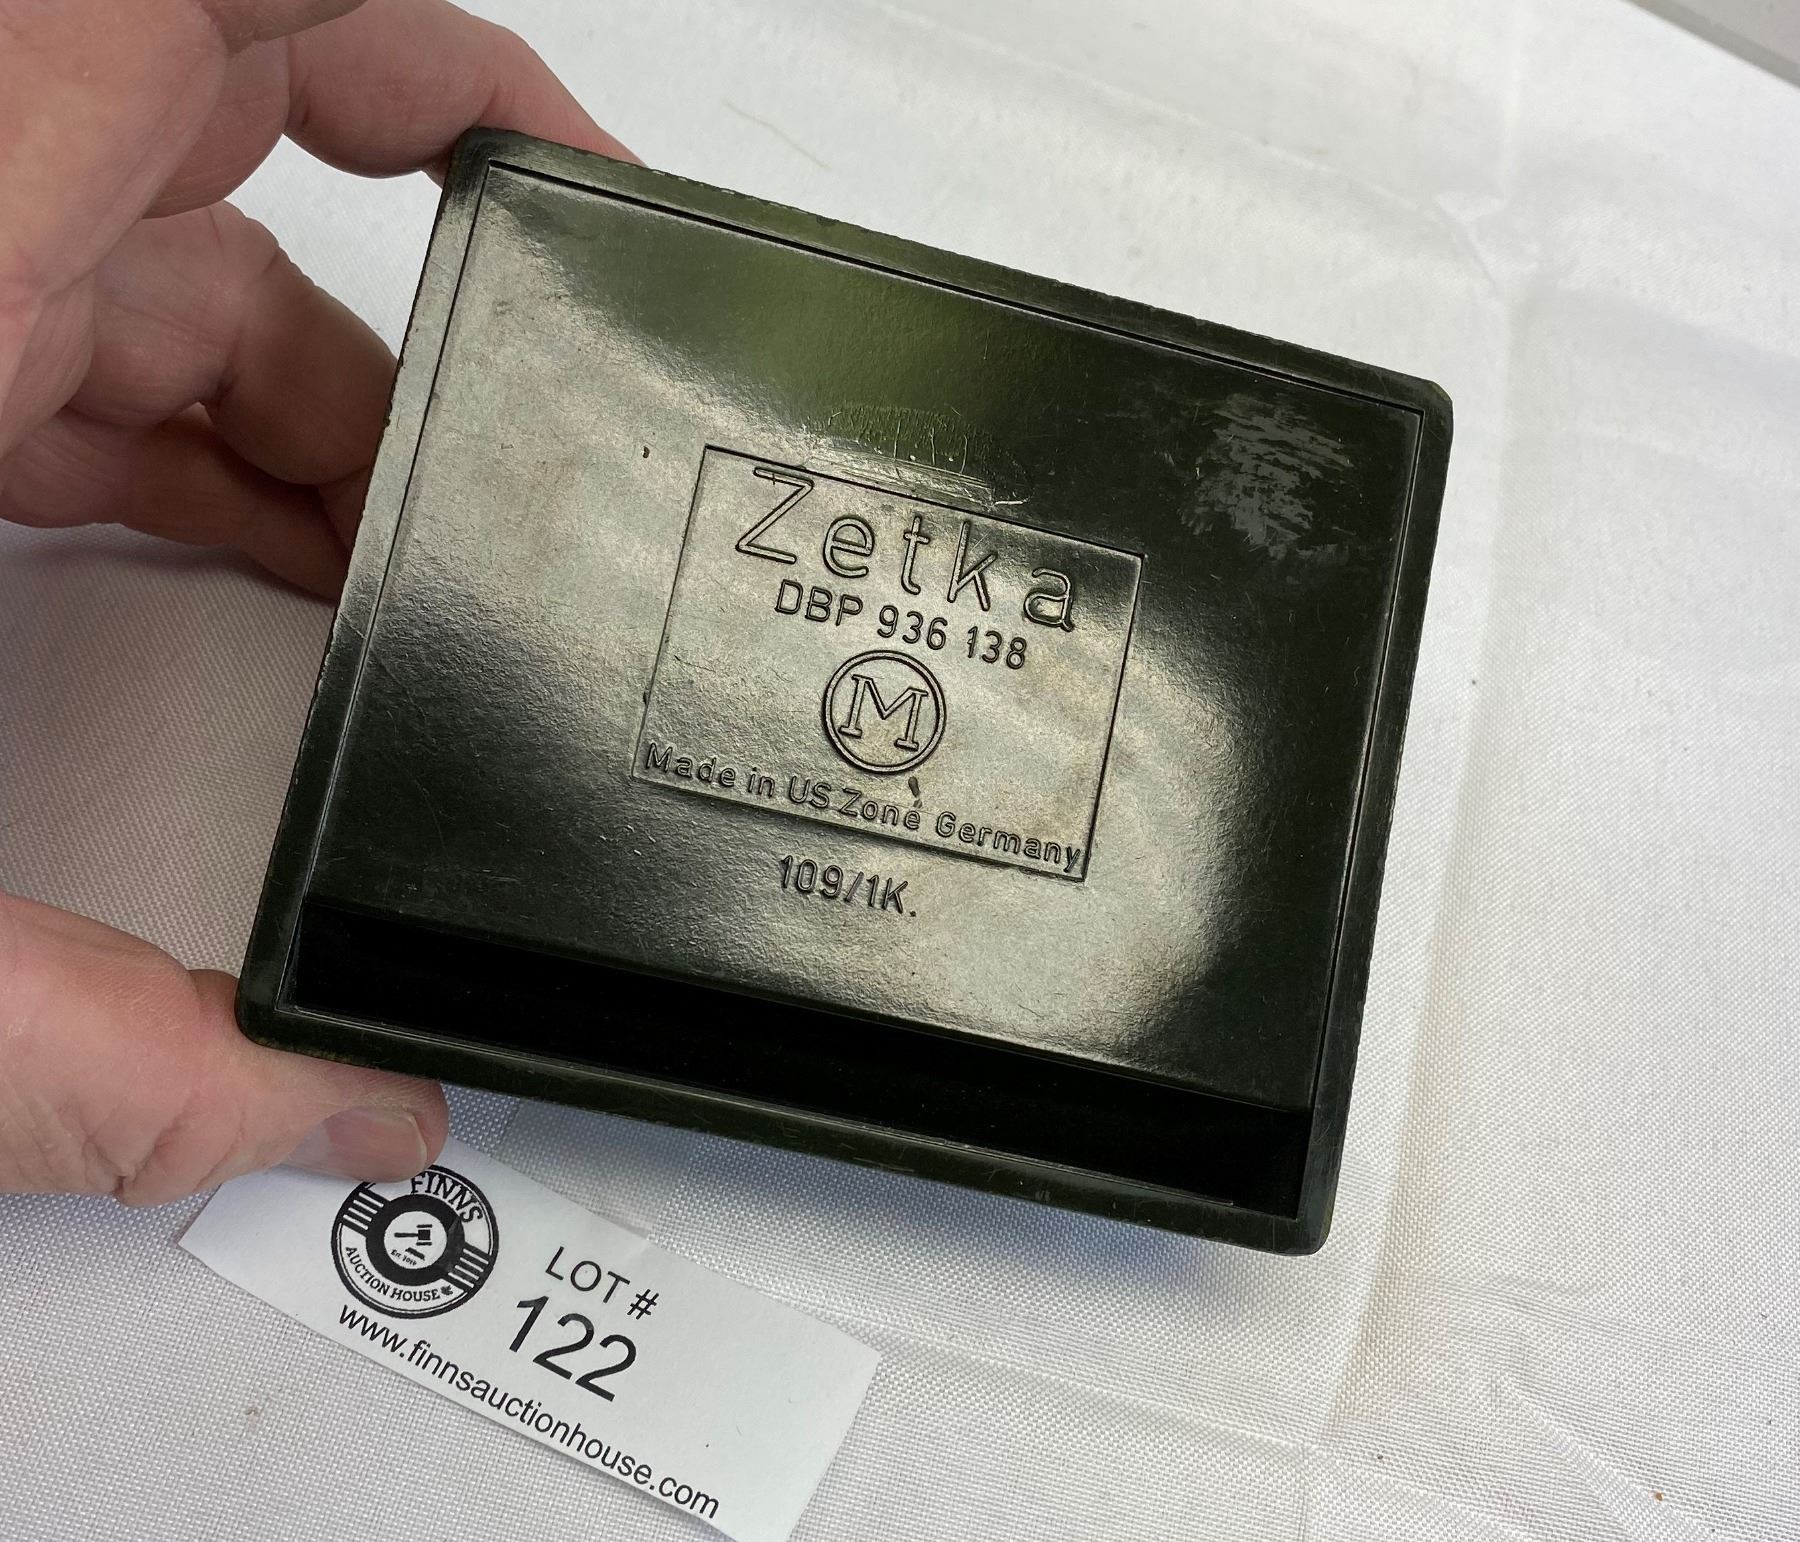 Zetka
DBP 936 138
M
Made in US Zone Germany
109/1K.
FINNS
AUCTION HOUSE
LOT #
122
www.finnsauctionhouse.com